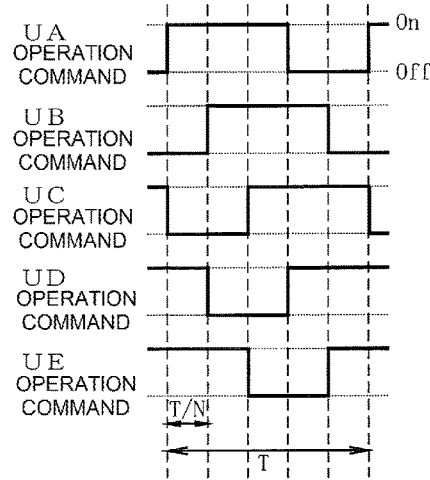 UA
OPERATION
COMMAND
On
Off
UB
OPERATION
COMMAND
UC
OPERATION
COMMAND
UD
OPERATION
COMMAND
UE
OPERATION
COMMAND
T/N
T